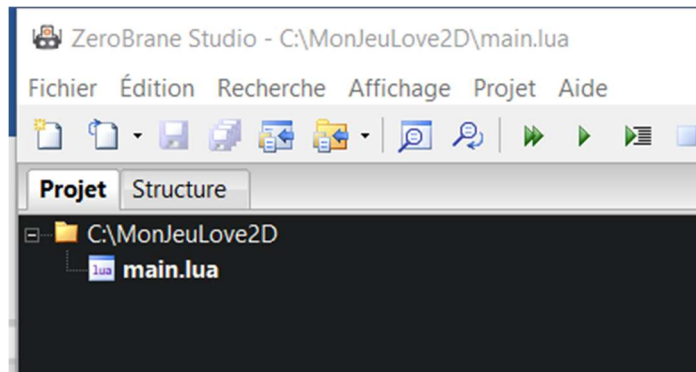 ZeroBrane Studio - C:\MonJeuLove2D\main.lua
Fichier Édition Recherche Affichage Projet Aide
Projet Structure
C:\MonJeuLove2D
lua main.lua